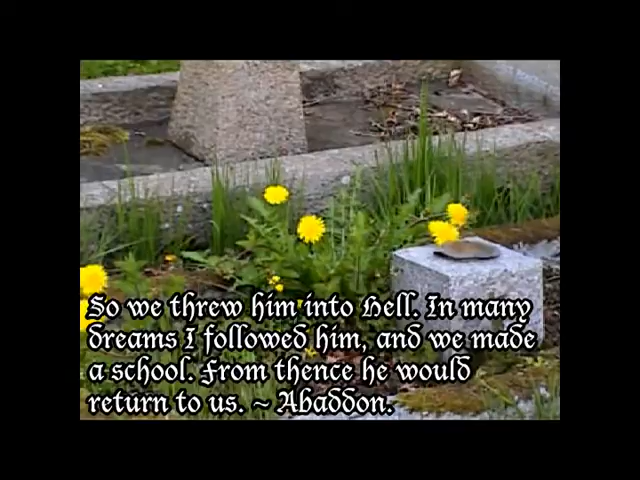 So we threw him into Hell. In many
dreams I followed him, and we made
a school. From thence he would
return to us. ~ Abaddon.